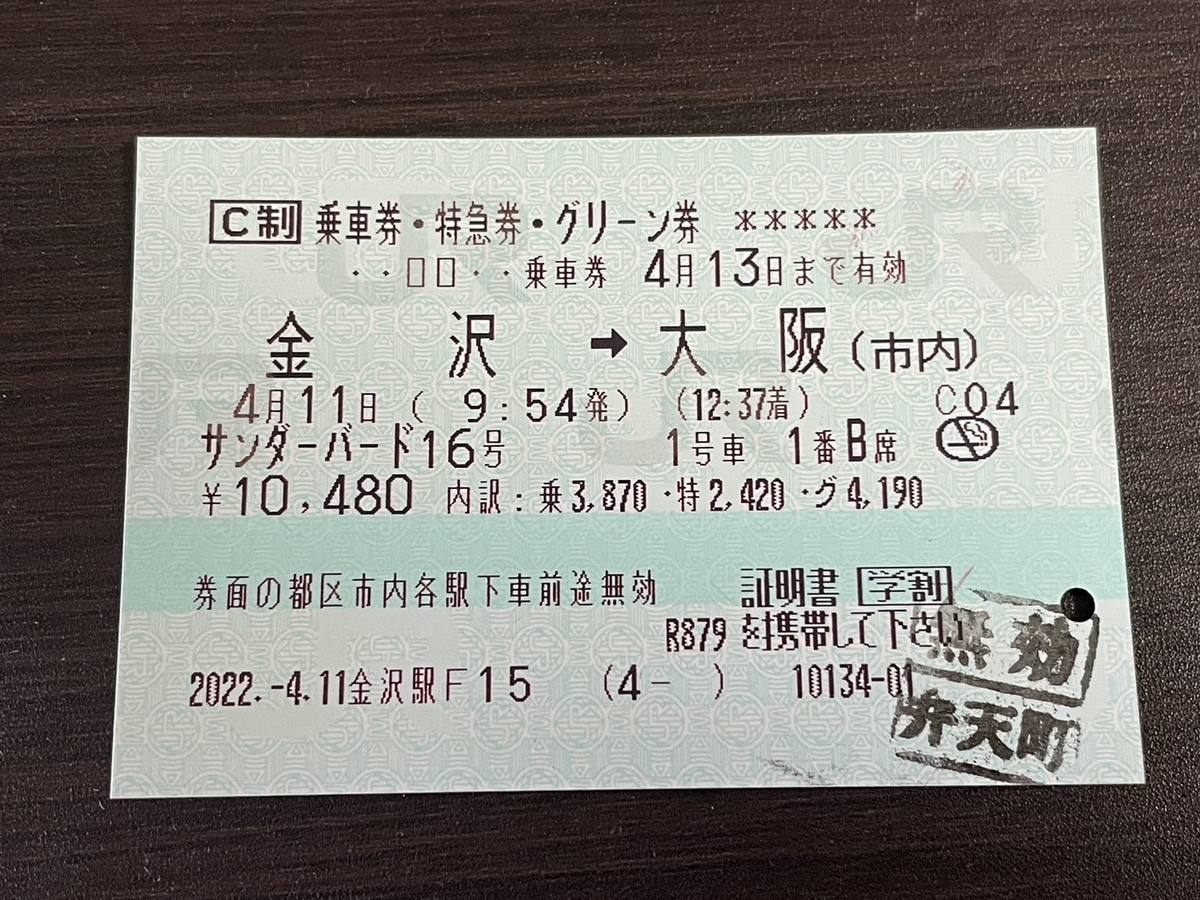 C制 乗車券・特急券・グリーン券 *****
・・□□・・乗車券 4月13日まで有効
金沢 → 大阪(市内)
4月11日( 9:54発) (12:37着) C04
サンダーバード16号 1号車 1番B席
¥10,480 内訳:乗3,870・特2,420・グ4,190
券面の都区市内各駅下車前途無効 証明書 学割
R879 を携帯して下さい
2022.-4.11金沢駅F15 (4- ) 10134-01
無効
弁天町